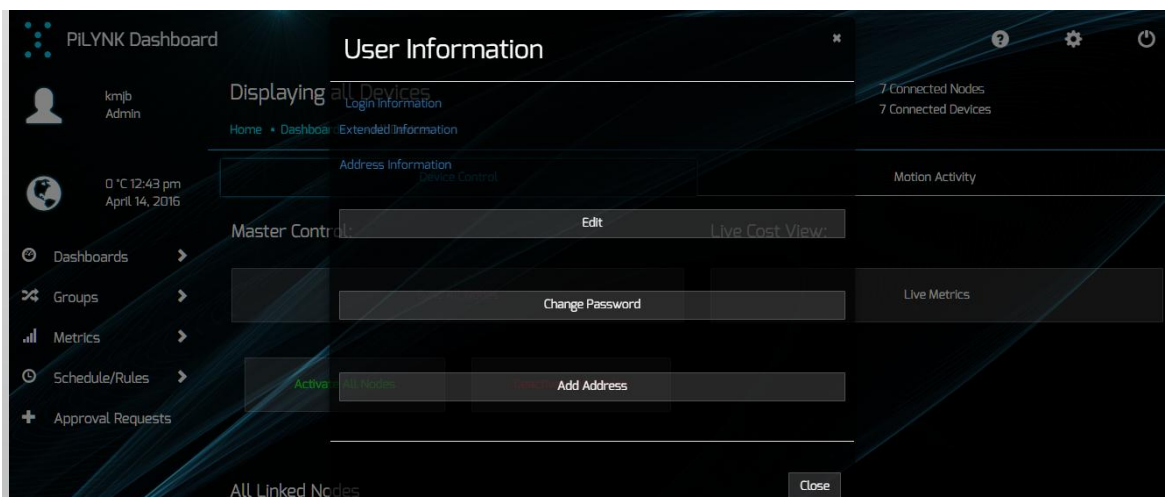 PiLYNK Dashboard
kmjb
Admin
0 °C 12:43 pm
April 14, 2016
Dashboards
Groups
Metrics
Schedule/Rules
Approval Requests
Displaying all Devices
Home • Dashboar
7 Connected Nodes
7 Connected Devices
Device Control
Motion Activity
Master Control:
Live Cost View:
Live Metrics
Activate All Nodes
All Linked Nodes
User Information
×
Login Information
Extended Information
Address Information
Edit
Change Password
Add Address
Close